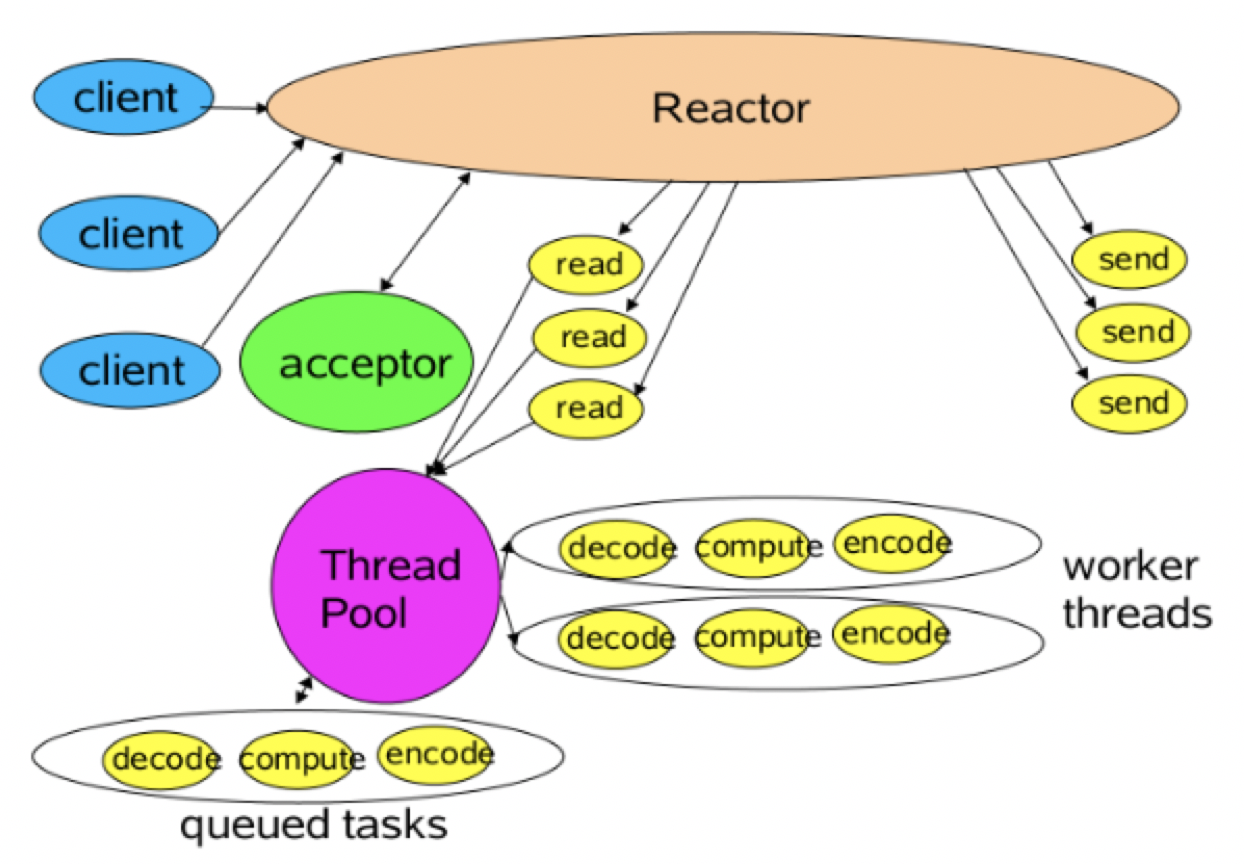 client
Reactor
client
client
acceptor
read
read
read
send
send
send
Thread
Pool
decode compute encode
decode compute encode
worker
threads
decode compute encode
queued tasks